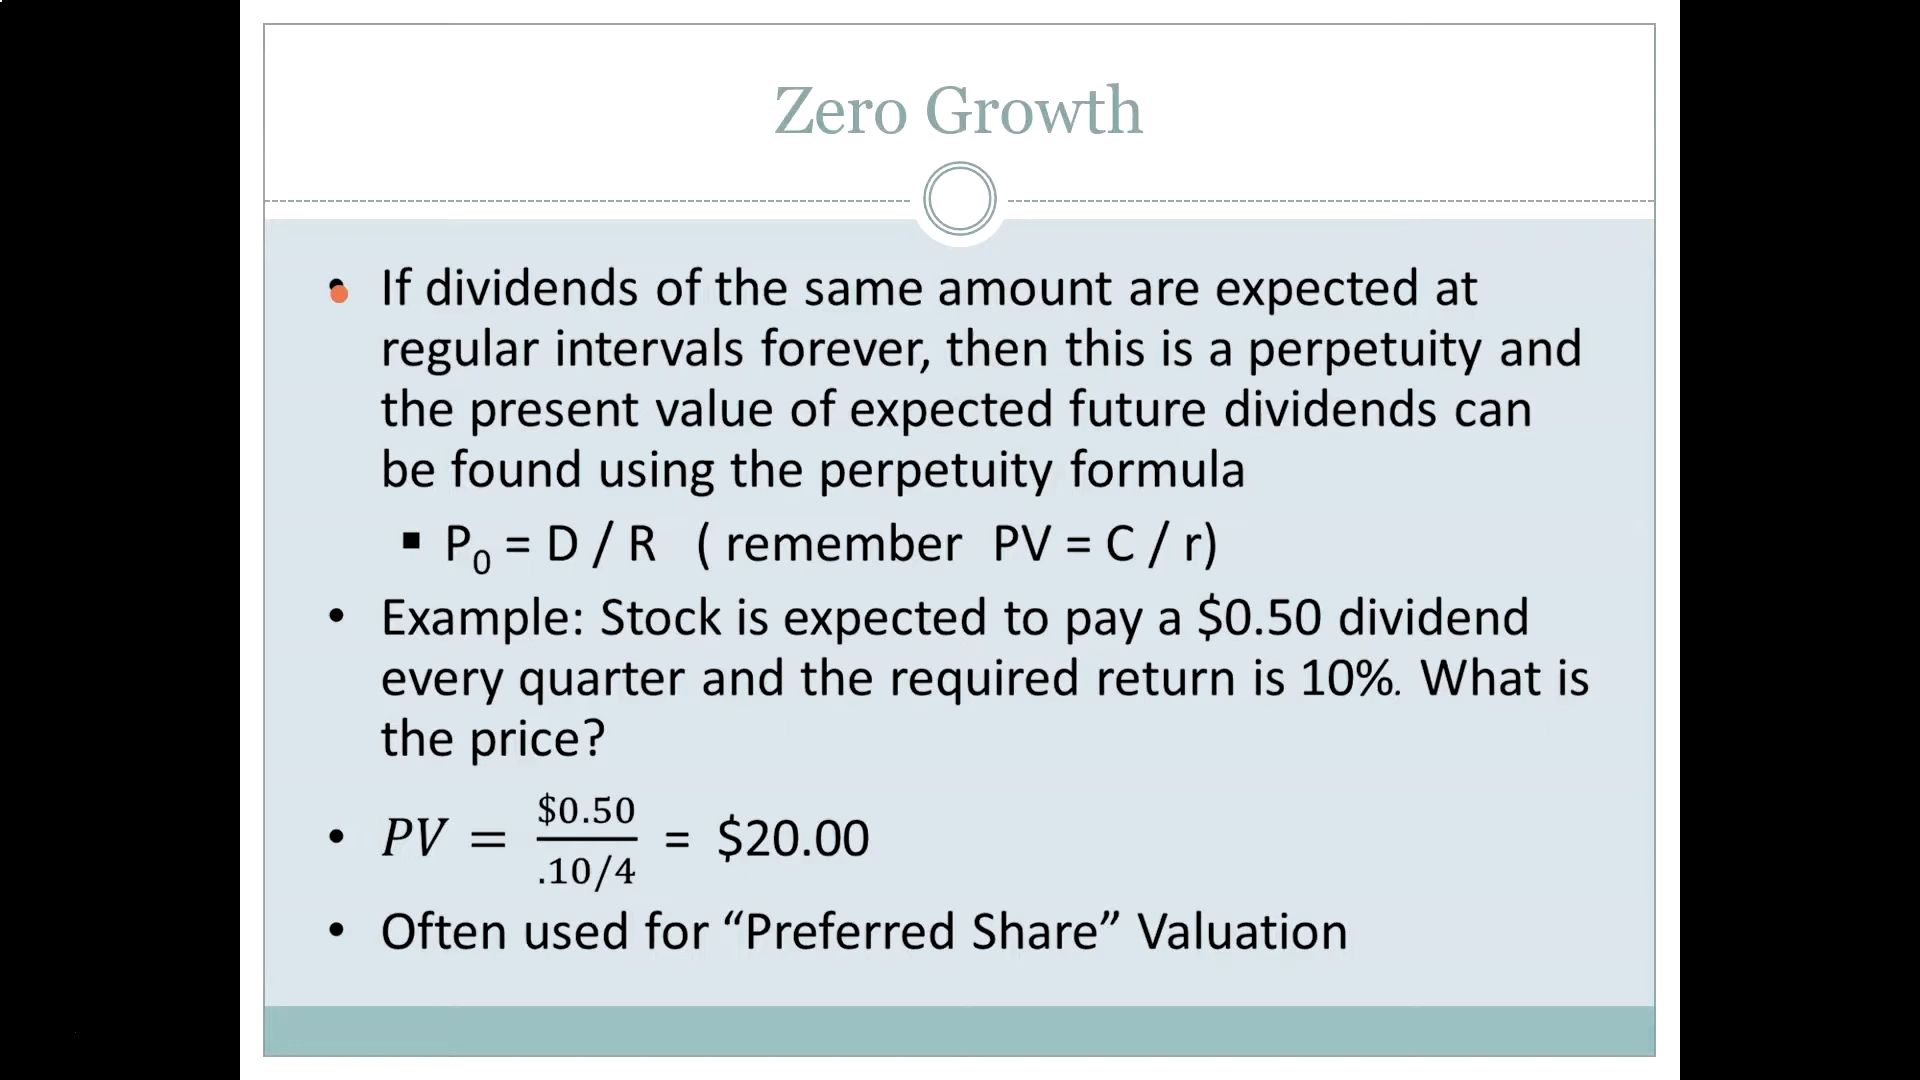 Zero Growth
• If dividends of the same amount are expected at
regular intervals forever, then this is a perpetuity and
the present value of expected future dividends can
be found using the perpetuity formula
▪ P₀ = D / R ( remember PV = C / r)
• Example: Stock is expected to pay a $0.50 dividend
every quarter and the required return is 10%. What is
the price?
• PV = $0.50 / .10/4 = $20.00
• Often used for “Preferred Share” Valuation